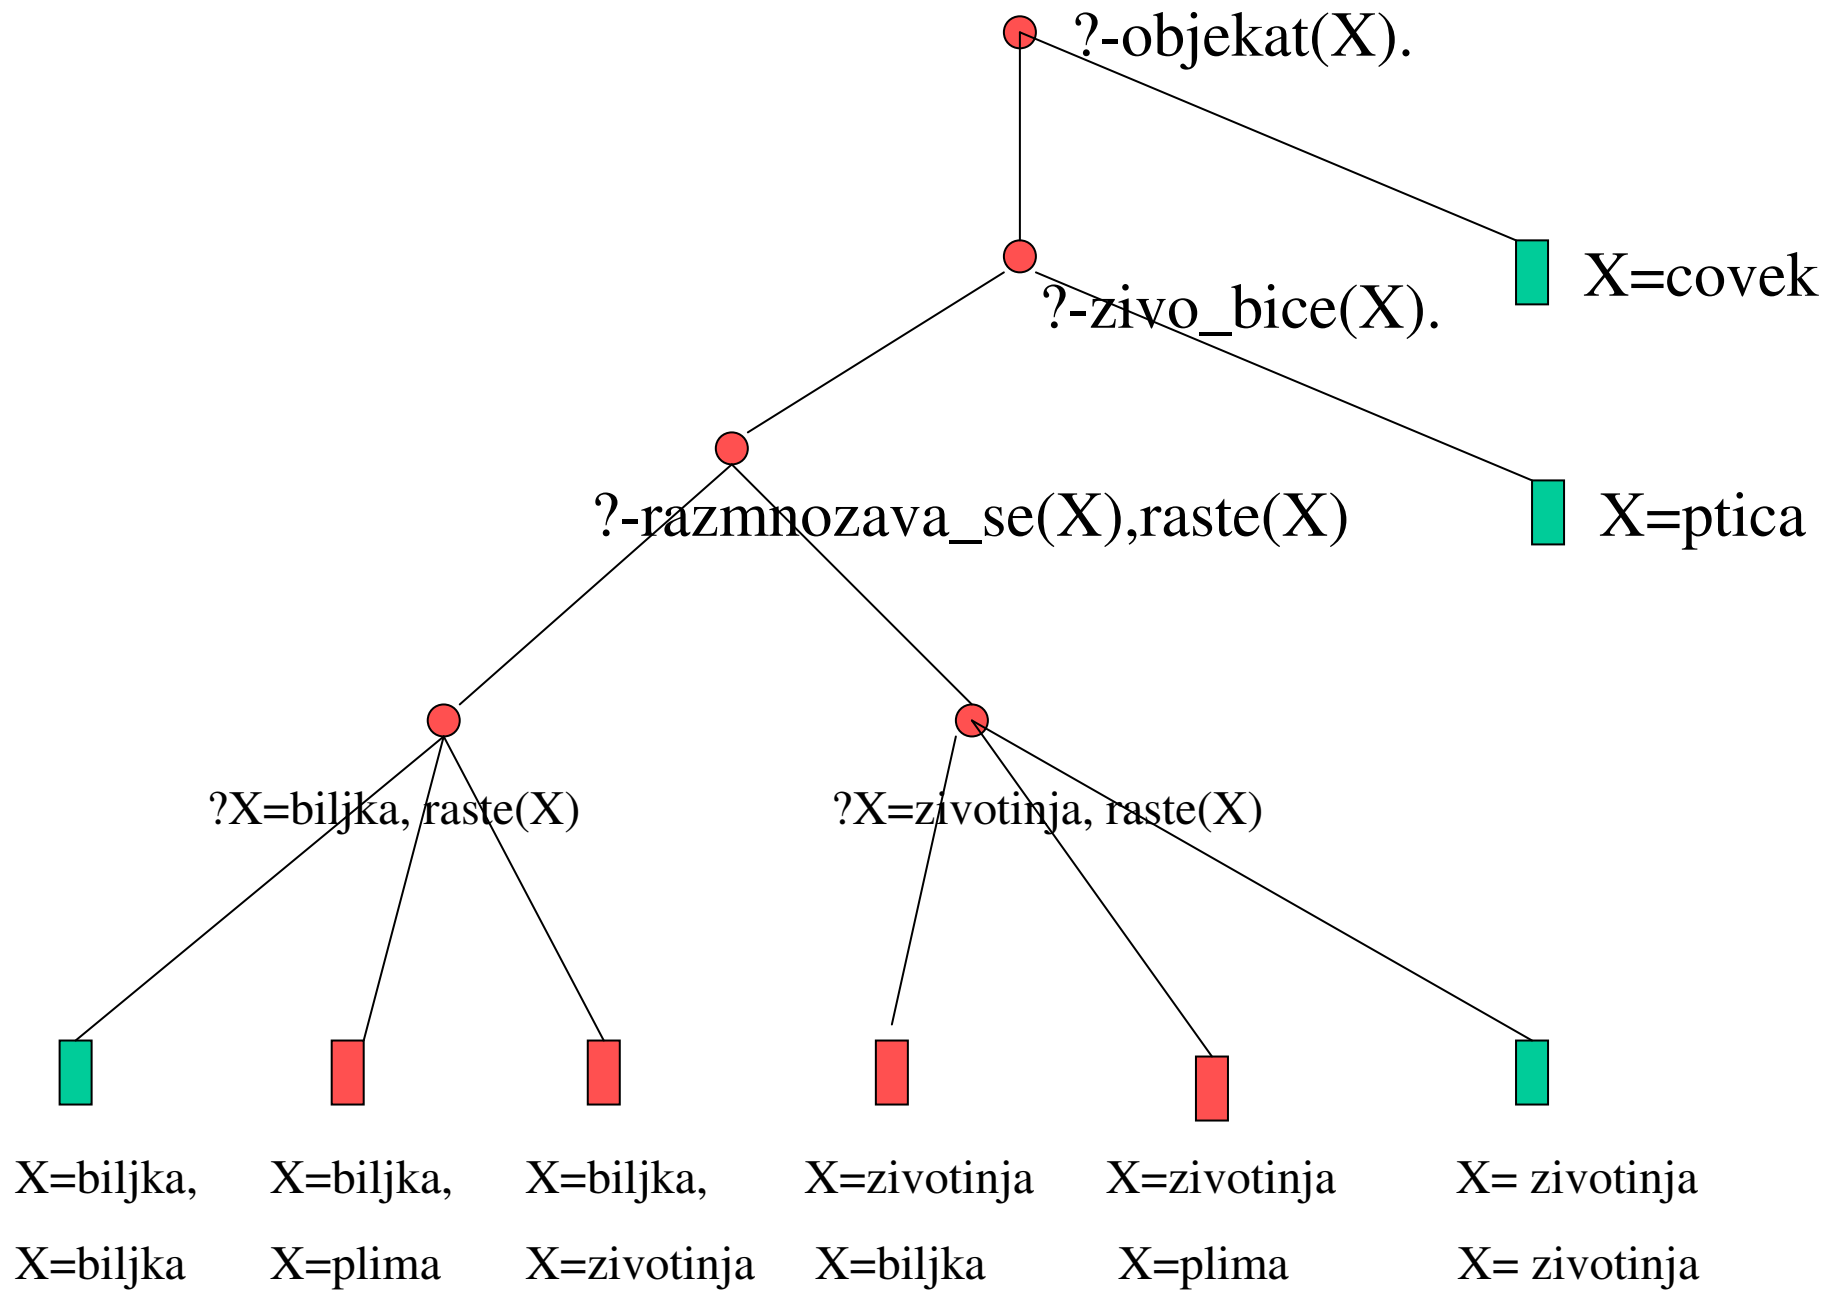 ?-objekat(X).
X=covek
?-zivo_bice(X).
?-razmnozava_se(X),raste(X)
X=ptica
?X=biljka, raste(X)
?X=zivotinja, raste(X)
X=biljka,
X=biljka
X=biljka,
X=plima
X=biljka,
X=zivotinja
X=zivotinja
X=biljka
X=zivotinja
X=plima
X= zivotinja
X= zivotinja